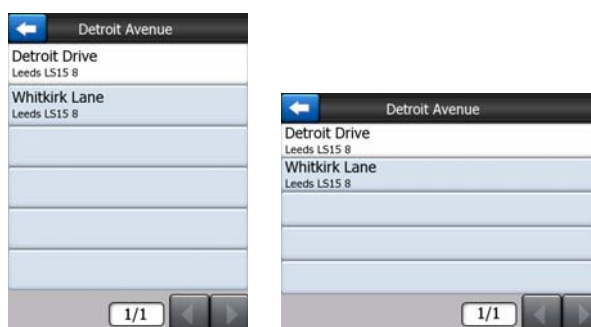 Detroit Avenue
Detroit Drive
Leeds LS15 8
Whitkirk Lane
Leeds LS15 8
1/1
Detroit Avenue
Detroit Drive
Leeds LS15 8
Whitkirk Lane
Leeds LS15 8
1/1